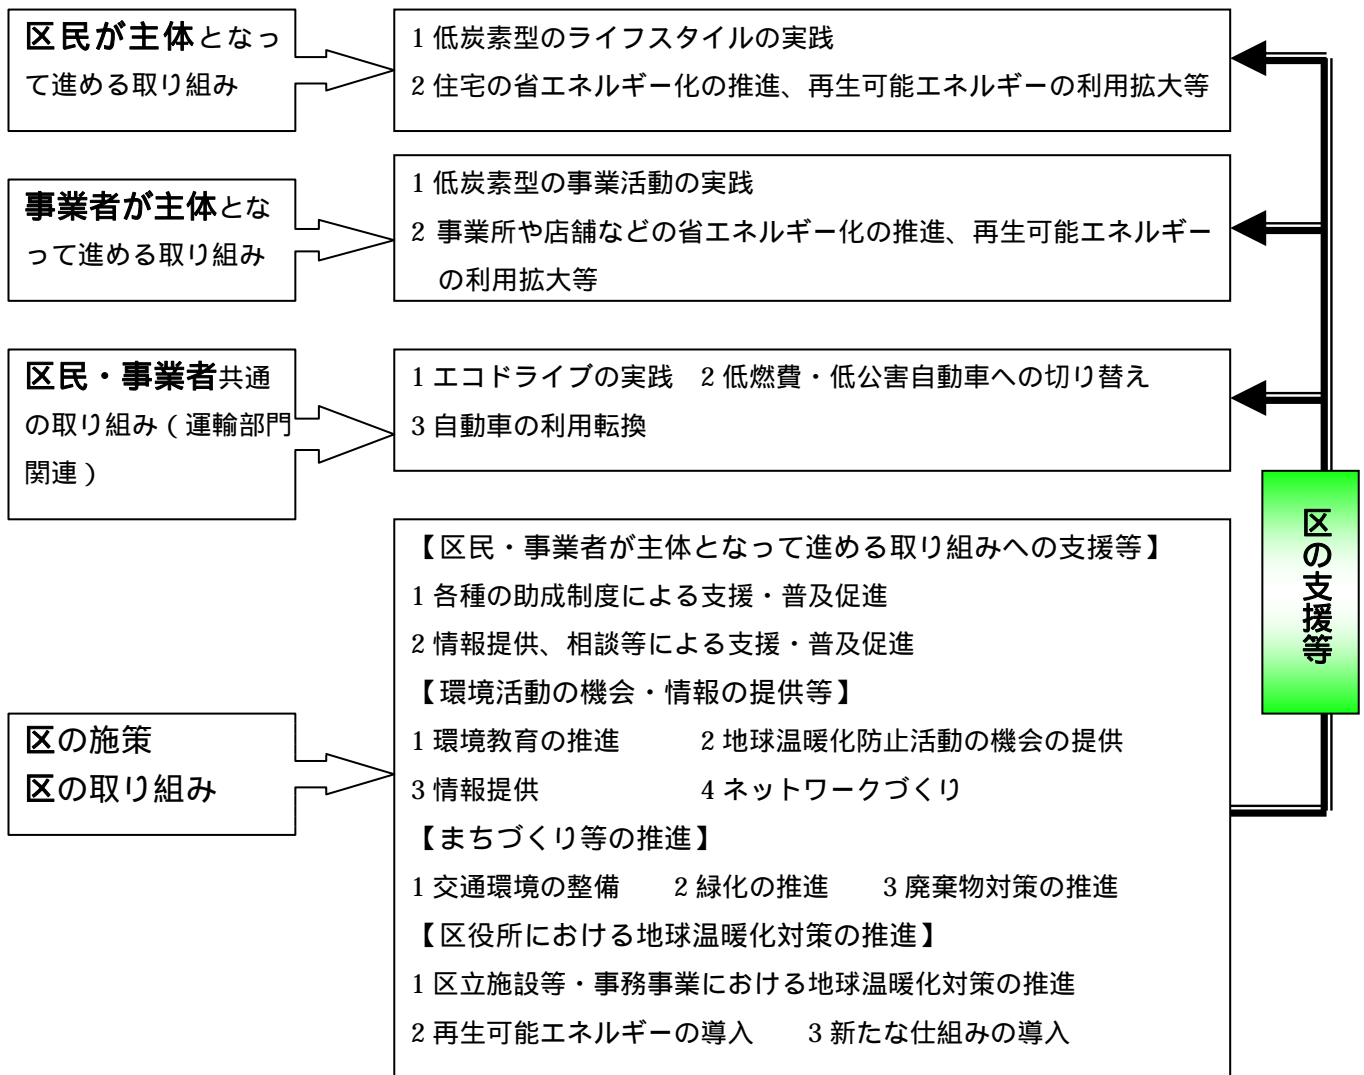 区民が主体となっ
て進める取り組み
1 低炭素型のライフスタイルの実践
2 住宅の省エネルギー化の推進、再生可能エネルギーの利用拡大等
事業者が主体とな
って進める取り組み
1 低炭素型の事業活動の実践
2 事業所や店舗などの省エネルギー化の推進、再生可能エネルギー
の利用拡大等
区民・事業者共通
の取り組み（運輸部門
関連）
1 エコドライブの実践　2 低燃費・低公害自動車への切り替え
3 自動車の利用転換
区の支援等
区の施策
区の取り組み
【区民・事業者が主体となって進める取り組みへの支援等】
1 各種の助成制度による支援・普及促進
2 情報提供、相談等による支援・普及促進
【環境活動の機会・情報の提供等】
1 環境教育の推進　2 地球温暖化防止活動の機会の提供
3 情報提供　4 ネットワークづくり
【まちづくり等の推進】
1 交通環境の整備　2 緑化の推進　3 廃棄物対策の推進
【区役所における地球温暖化対策の推進】
1 区立施設等・事務事業における地球温暖化対策の推進
2 再生可能エネルギーの導入　3 新たな仕組みの導入